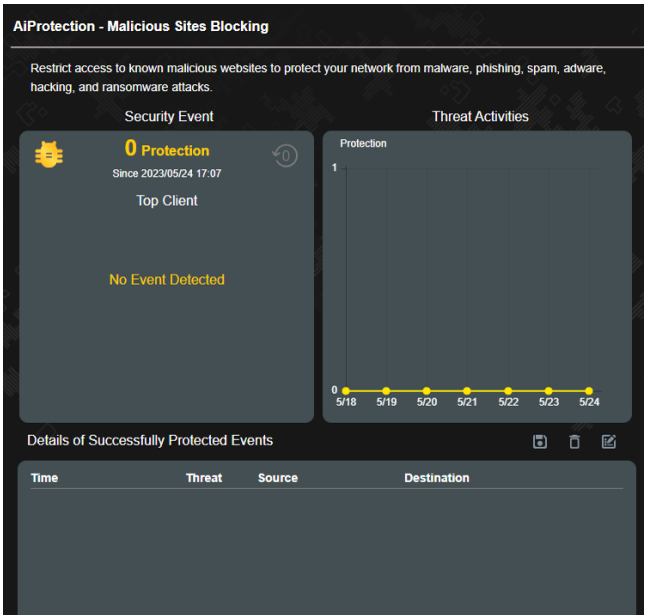 AiProtection - Malicious Sites Blocking
Restrict access to known malicious websites to protect your network from malware, phishing, spam, adware,
hacking, and ransomware attacks.
Security Event
0 Protection
Since 2023/05/24 17:07
0
Top Client
No Event Detected
Threat Activities
Protection
1
0
5/18 5/19 5/20 5/21 5/22 5/23 5/24
Details of Successfully Protected Events
Time Threat Source Destination